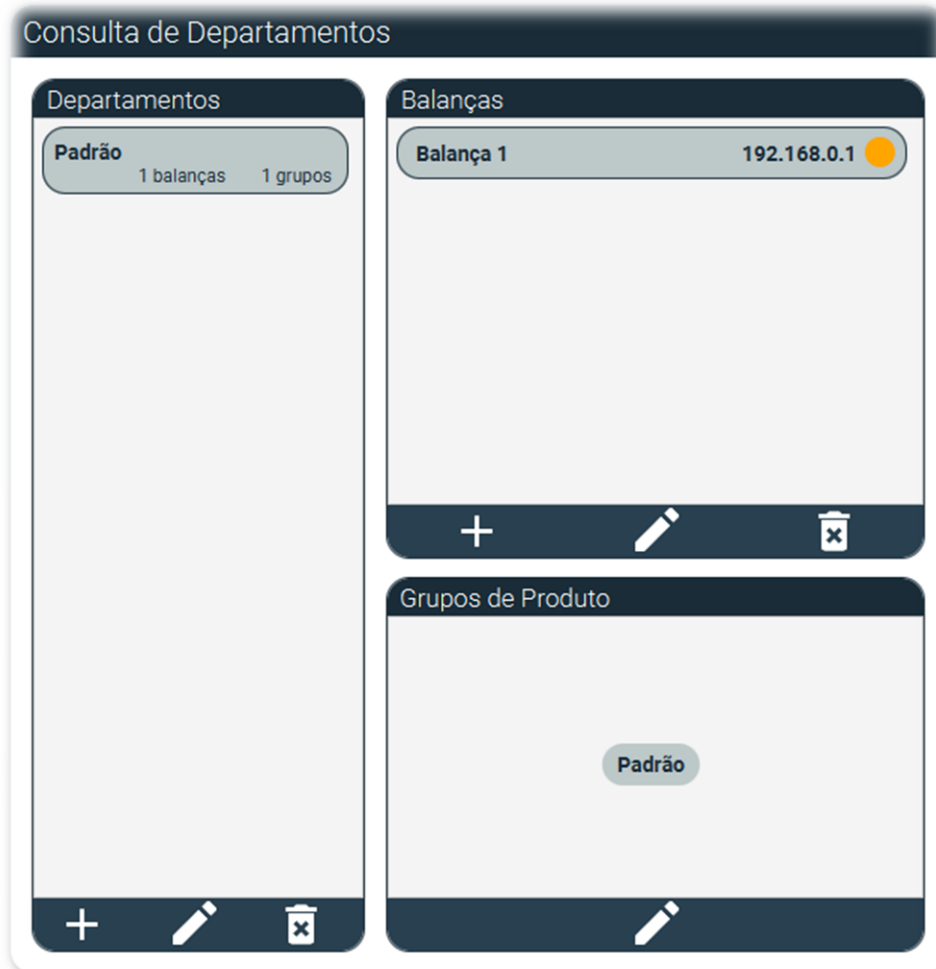 Consulta de Departamentos
Departamentos
Padrão
1 balanças 1 grupos
Balanças
Balança 1 192.168.0.1
Grupos de Produto
Padrão